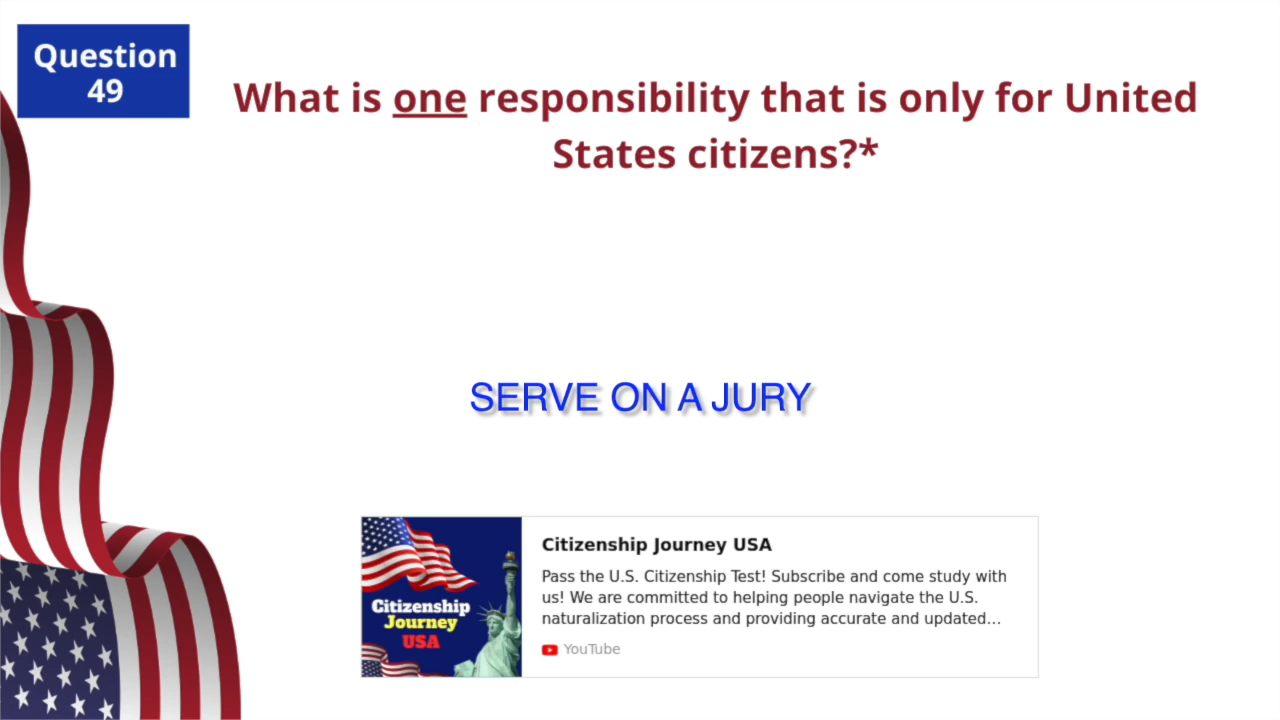 Question
49
What is one responsibility that is only for United
States citizens?*
SERVE ON A JURY
Citizenship
Journey
USA
Citizenship Journey USA
Pass the U.S. Citizenship Test! Subscribe and come study with
us! We are committed to helping people navigate the U.S.
naturalization process and providing accurate and updated...
YouTube